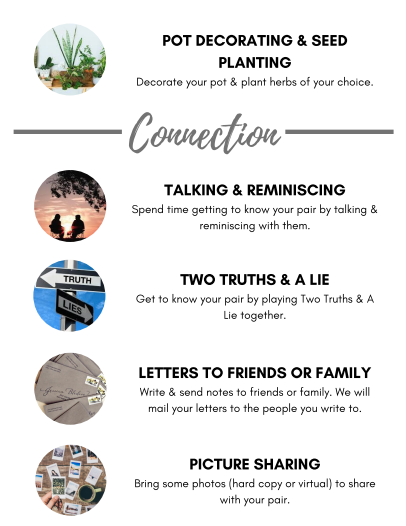 POT DECORATING & SEED
PLANTING
Decorate your pot & plant herbs of your choice.
Connection
TALKING & REMINISCING
Spend time getting to know your pair by talking &
reminiscing with them.
TRUTH
LIES
TWO TRUTHS & A LIE
Get to know your pair by playing Two Truths & A
Lie together.
LETTERS TO FRIENDS OR FAMILY
Write & send notes to friends or family. We will
mail your letters to the people you write to.
PICTURE SHARING
Bring some photos (hard copy or virtual) to share
with your pair.